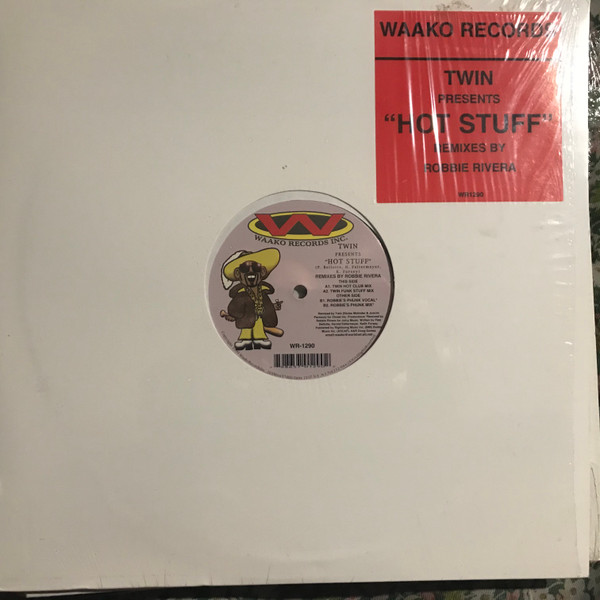 WAAKO RECORDS
TWIN
PRESENTS
"HOT STUFF"
REMIXES BY
ROBBIE RIVERA
WR1290
W
WAAKO RECORDS INC.
TWIN
PRESENTS
"HOT STUFF"
REMIXES BY ROBBIE RIVERA
THIS SIDE
A1. TWIN HOT CLUB MIX
A2. TWIN FUNK STUFF MIX
OTHER SIDE
B1. ROBBIE'S PHUNK VOCAL
B2. ROBBIE'S PHUNK MIX
WR-1290